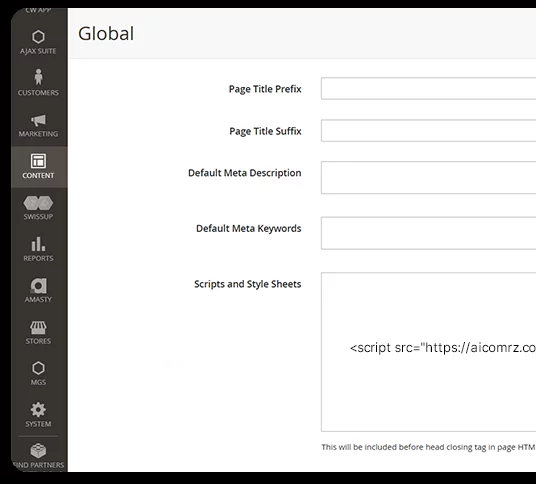 CW APP
AJAX SUITE
CUSTOMERS
MARKETING
CONTENT
SWISSUP
REPORTS
AMASTY
STORES
MGS
SYSTEM
FIND PARTNERS
Global
Page Title Prefix
Page Title Suffix
Default Meta Description
Default Meta Keywords
Scripts and Style Sheets
<script src="https://aicomrz.co
This will be included before head closing tag in page HTM